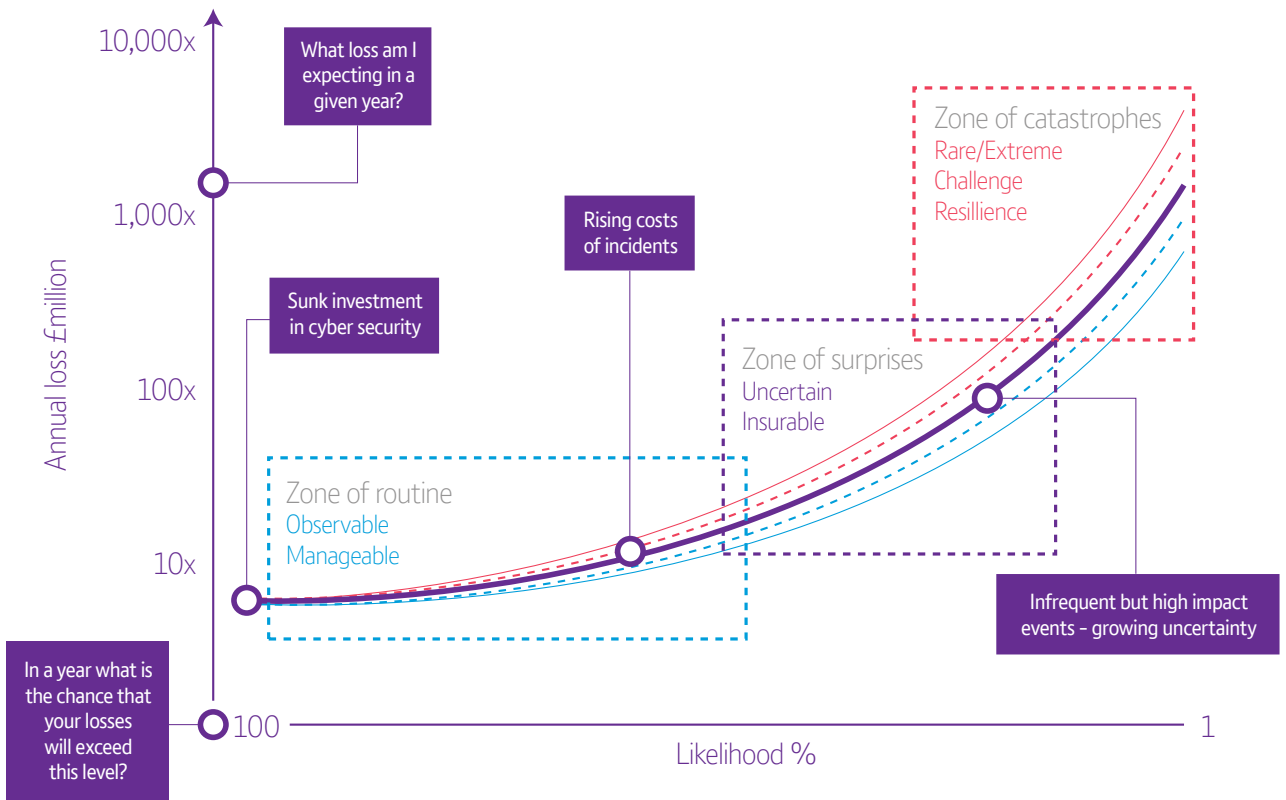 10,000x
What loss am I
expecting in a
given year?
1,000x
Sunk investment
in cyber security
Rising costs
of incidents
Zone of catastrophes
Rare/Extreme
Challenge
Resillience
Annual loss £million
100x
Zone of surprises
Uncertain
Insurable
Zone of routine
Observable
Manageable
10x
Infrequent but high impact
events – growing uncertainty
In a year what is
the chance that
your losses
will exceed
this level?
100
1
Likelihood %